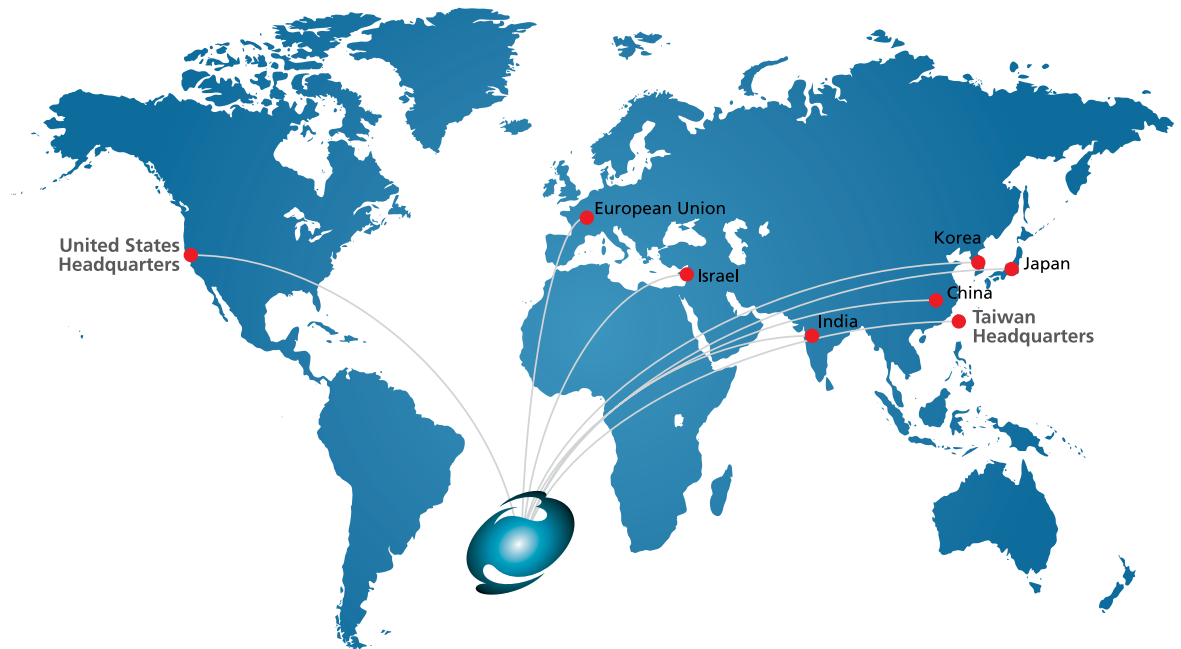 European Union
Korea
United States
Headquarters
Japan
Israel
China
India
Taiwan
Headquarters